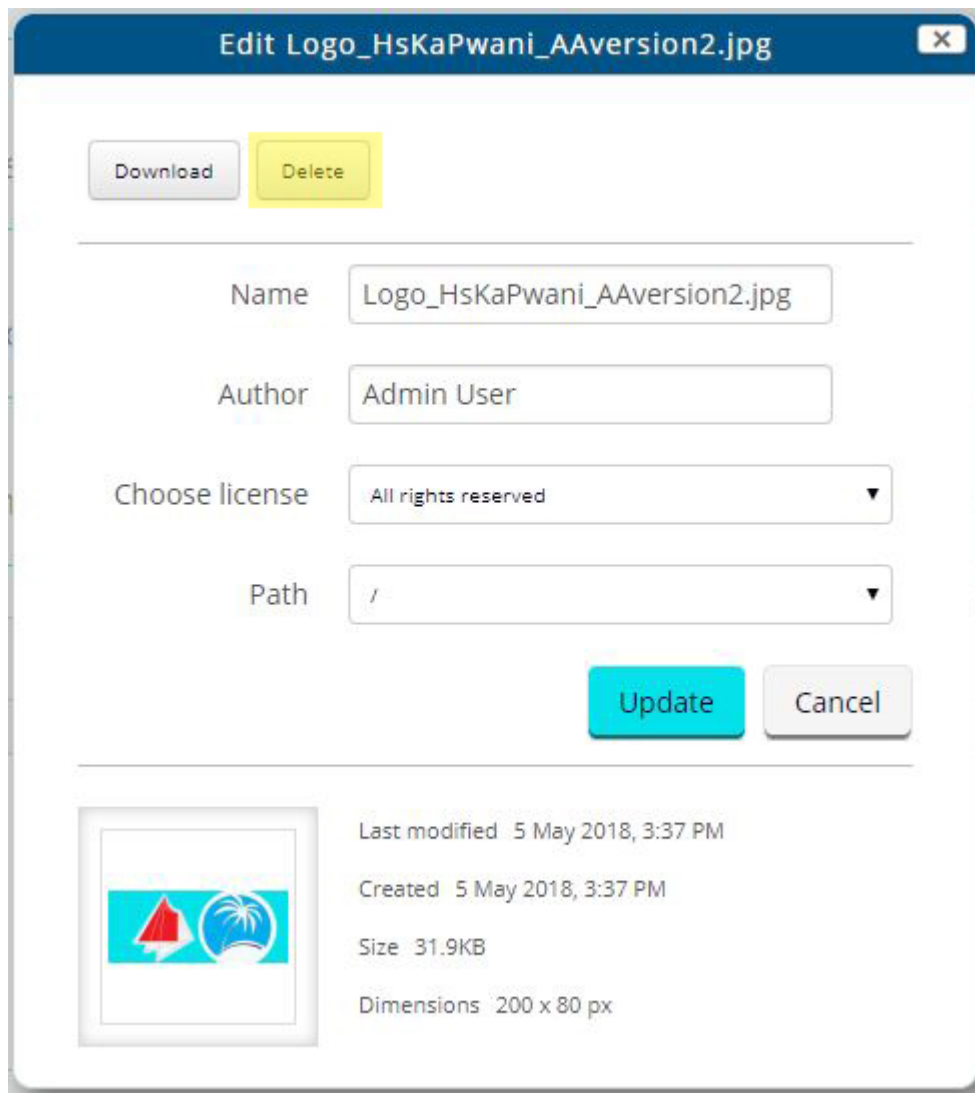 Edit Logo_HsKaPwani_AAversion2.jpg
Download Delete
Name Logo_HsKaPwani_AAversion2.jpg
Author Admin User
Choose license All rights reserved
Path /
Update Cancel
Last modified 5 May 2018, 3:37 PM
Created 5 May 2018, 3:37 PM
Size 31.9KB
Dimensions 200 x 80 px